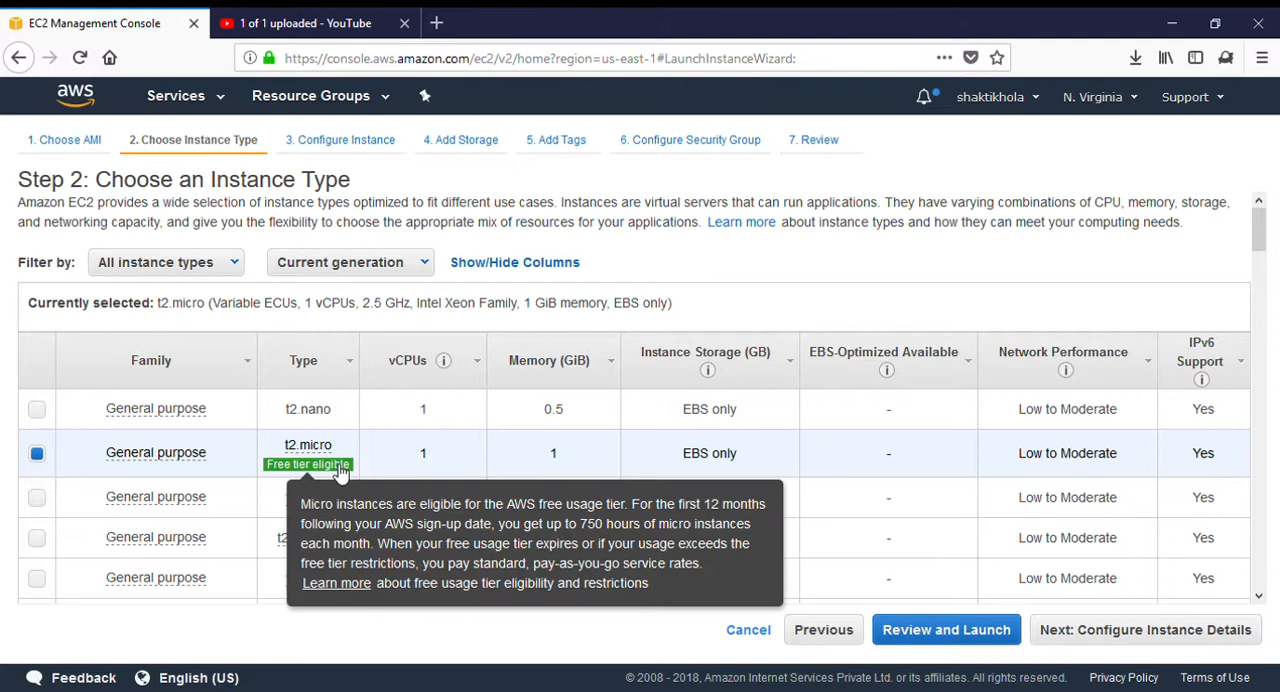 EC2 Management Console
1 of 1 uploaded - YouTube
https://console.aws.amazon.com/ec2/v2/home?region=us-east-1#LaunchInstanceWizard:
aws
Services
Resource Groups
shaktikhola
N. Virginia
Support
1. Choose AMI
2. Choose Instance Type
3. Configure Instance
4. Add Storage
5. Add Tags
6. Configure Security Group
7. Review
Step 2: Choose an Instance Type
Amazon EC2 provides a wide selection of instance types optimized to fit different use cases. Instances are virtual servers that can run applications. They have varying combinations of CPU, memory, storage,
and networking capacity, and give you the flexibility to choose the appropriate mix of resources for your applications. Learn more about instance types and how they can meet your computing needs.
Filter by:
All instance types
Current generation
Show/Hide Columns
Currently selected: t2.micro (Variable ECUs, 1 vCPUs, 2.5 GHz, Intel Xeon Family, 1 GiB memory, EBS only)
Family
Type
vCPUs
Memory (GiB)
Instance Storage (GB)
EBS-Optimized Available
Network Performance
IPv6
Support
General purpose
t2.nano
1
0.5
EBS only
-
Low to Moderate
Yes
General purpose
t2.micro
Free tier eligible
1
1
EBS only
-
Low to Moderate
Yes
General purpose
-
Low to Moderate
Yes
General purpose
-
Low to Moderate
Yes
General purpose
-
Low to Moderate
Yes
Micro instances are eligible for the AWS free usage tier. For the first 12 months
following your AWS sign-up date, you get up to 750 hours of micro instances
each month. When your free usage tier expires or if your usage exceeds the
free tier restrictions, you pay standard, pay-as-you-go service rates.
Learn more about free usage tier eligibility and restrictions
Cancel
Previous
Review and Launch
Next: Configure Instance Details
Feedback
English (US)
© 2008 - 2018, Amazon Internet Services Private Ltd. or its affiliates. All rights reserved.
Privacy Policy
Terms of Use